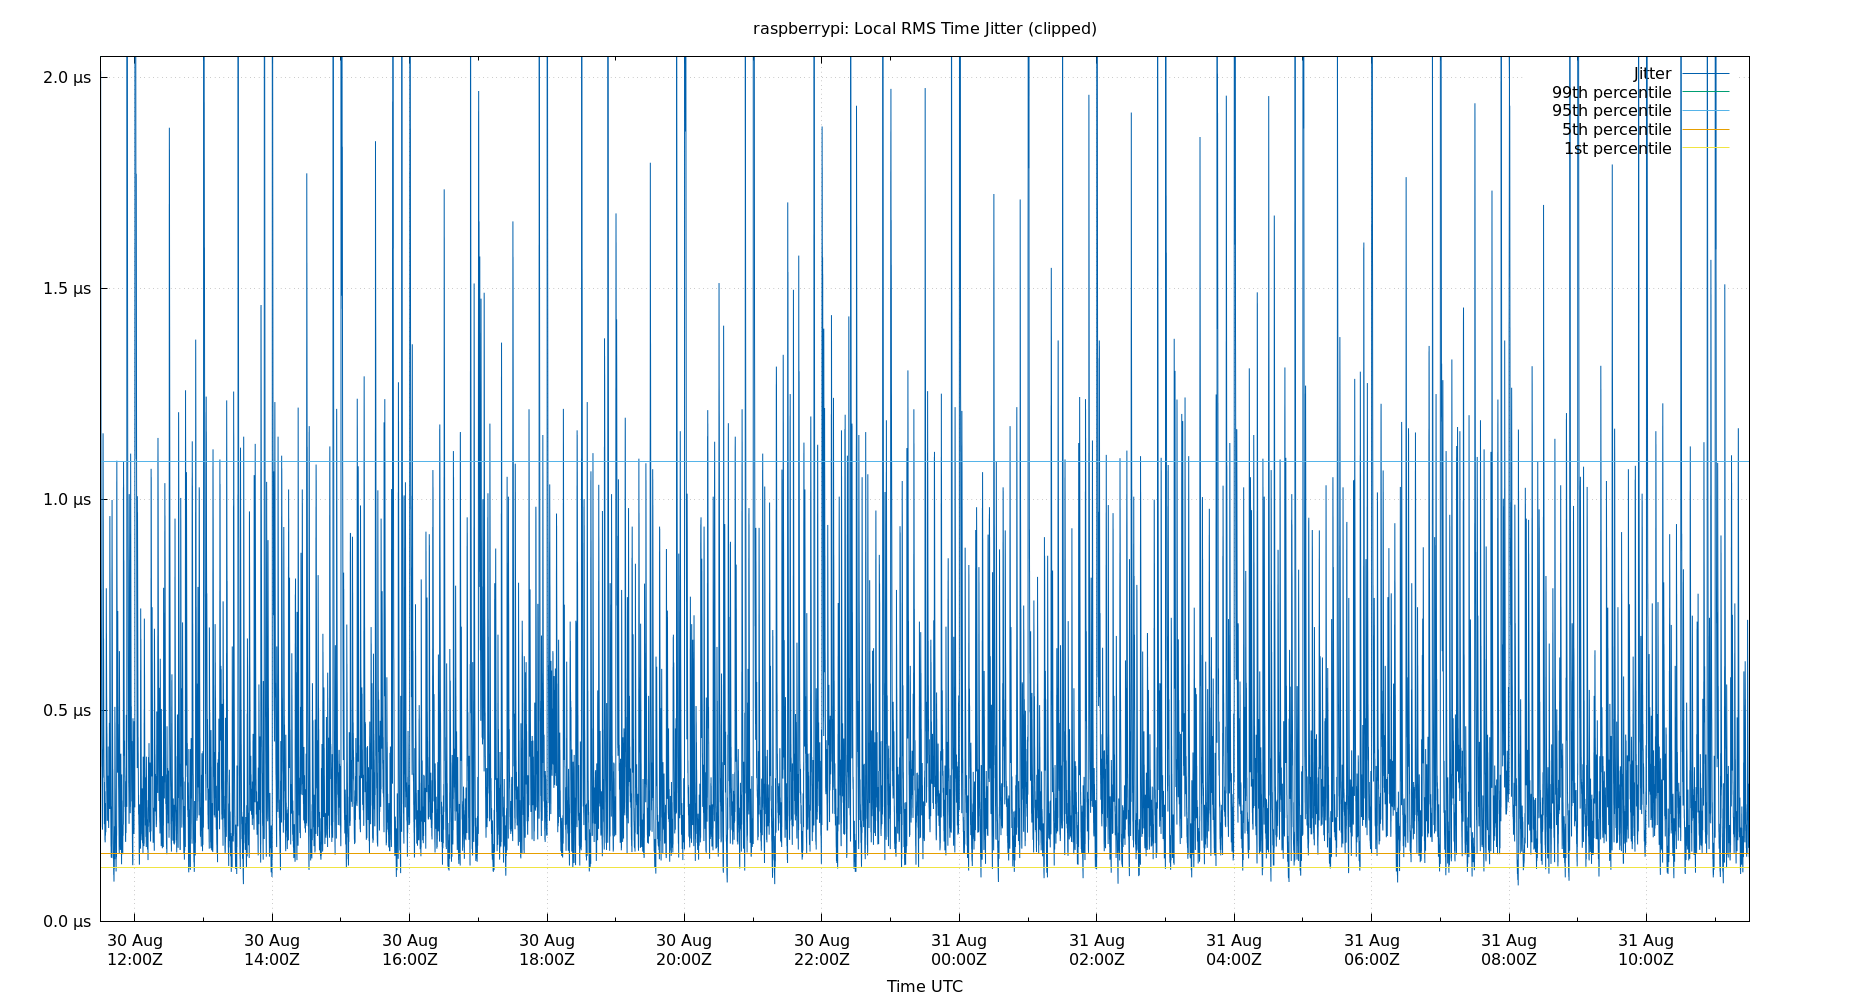 raspberrypi: Local RMS Time Jitter (clipped)
2.0 µs
1.5 µs
1.0 µs
0.5 µs
0.0 µs
Jitter
99th percentile
95th percentile
5th percentile
1st percentile
30 Aug 30 Aug 30 Aug 30 Aug 30 Aug 30 Aug 31 Aug 31 Aug 31 Aug 31 Aug 31 Aug 31 Aug
12:00Z 14:00Z 16:00Z 18:00Z 20:00Z 22:00Z 00:00Z 02:00Z 04:00Z 06:00Z 08:00Z 10:00Z
Time UTC